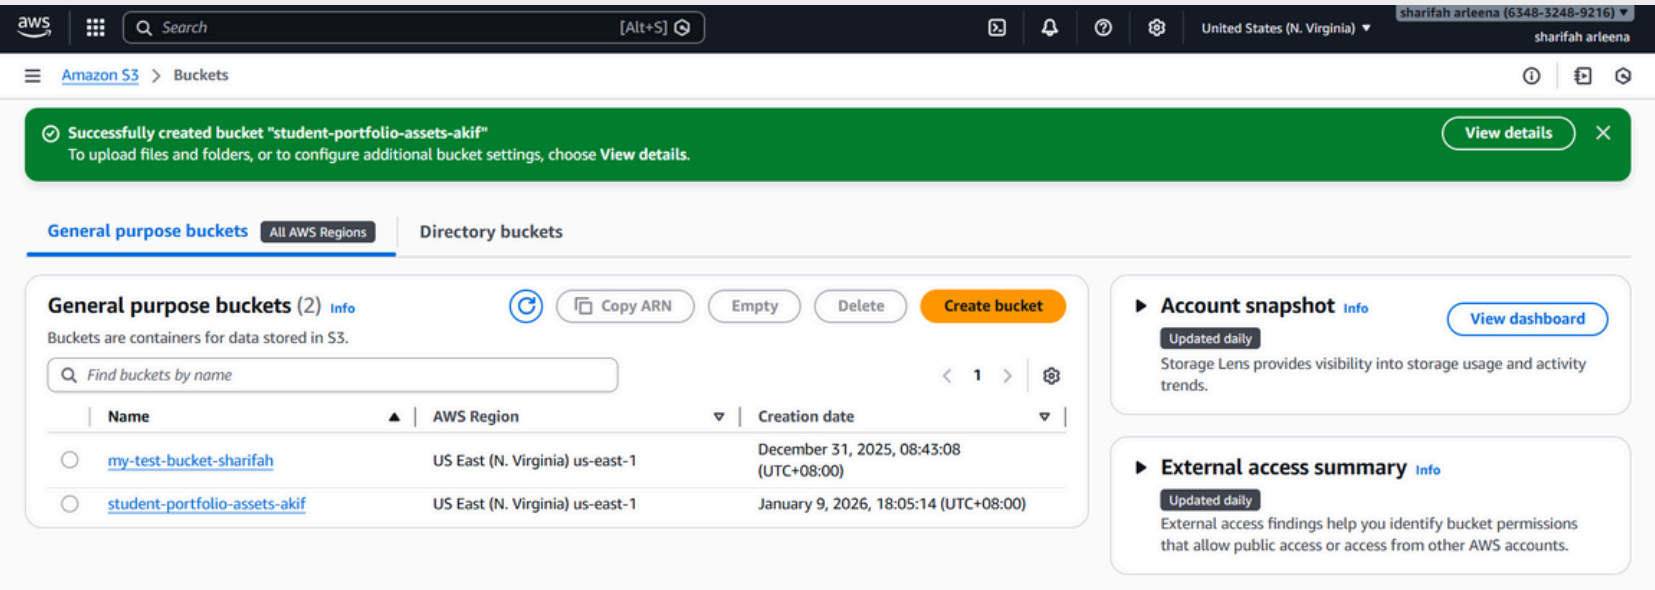 aws
Search [Alt+S]
United States (N. Virginia) ▼
sharifah arleena (6348-3248-9216) ▼
sharifah arleena
Amazon S3 > Buckets
Successfully created bucket "student-portfolio-assets-akif"
To upload files and folders, or to configure additional bucket settings, choose View details.
View details
General purpose buckets All AWS Regions Directory buckets
General purpose buckets (2) Info
Copy ARN Empty Delete Create bucket
Buckets are containers for data stored in S3.
Find buckets by name
< 1 >
Name AWS Region Creation date
my-test-bucket-sharifah US East (N. Virginia) us-east-1 December 31, 2025, 08:43:08
(UTC+08:00)
student-portfolio-assets-akif US East (N. Virginia) us-east-1 January 9, 2026, 18:05:14 (UTC+08:00)
Account snapshot Info
View dashboard
Updated daily
Storage Lens provides visibility into storage usage and activity
trends.
External access summary Info
Updated daily
External access findings help you identify bucket permissions
that allow public access or access from other AWS accounts.